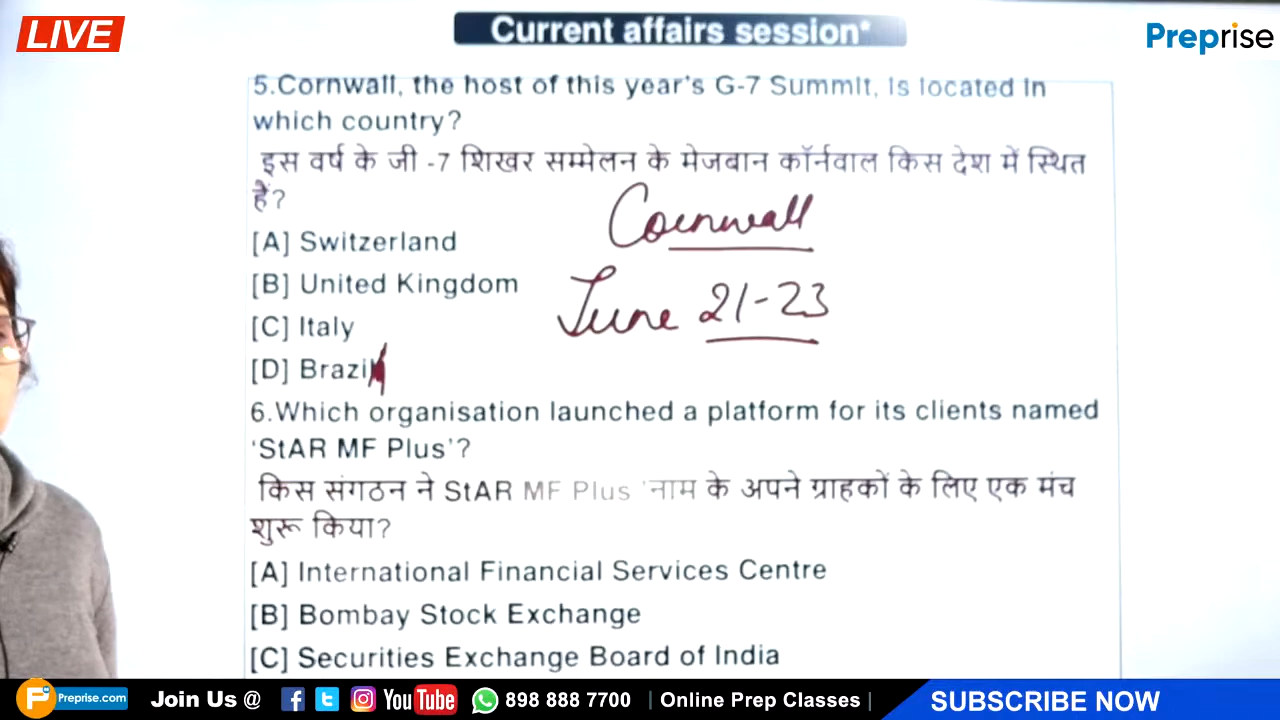 LIVE
Current affairs session*
Preprise
5.Cornwall, the host of this year's G-7 Summit, is located in
which country?
इस वर्ष के जी -7 शिखर सम्मेलन के मेजबान कॉर्नवाल किस देश में स्थित
हैं?
Cornwall
[A] Switzerland
[B] United Kingdom
June 21-23
[C] Italy
[D] Brazil
6.Which organisation launched a platform for its clients named
‘StAR MF Plus’?
किस संगठन ने StAR MF Plus 'नाम के अपने ग्राहकों के लिए एक मंच
शुरू किया?
[A] International Financial Services Centre
[B] Bombay Stock Exchange
[C] Securities Exchange Board of India
P Preprise.com Join Us @ YouTube 898 888 7700 | Online Prep Classes | SUBSCRIBE NOW